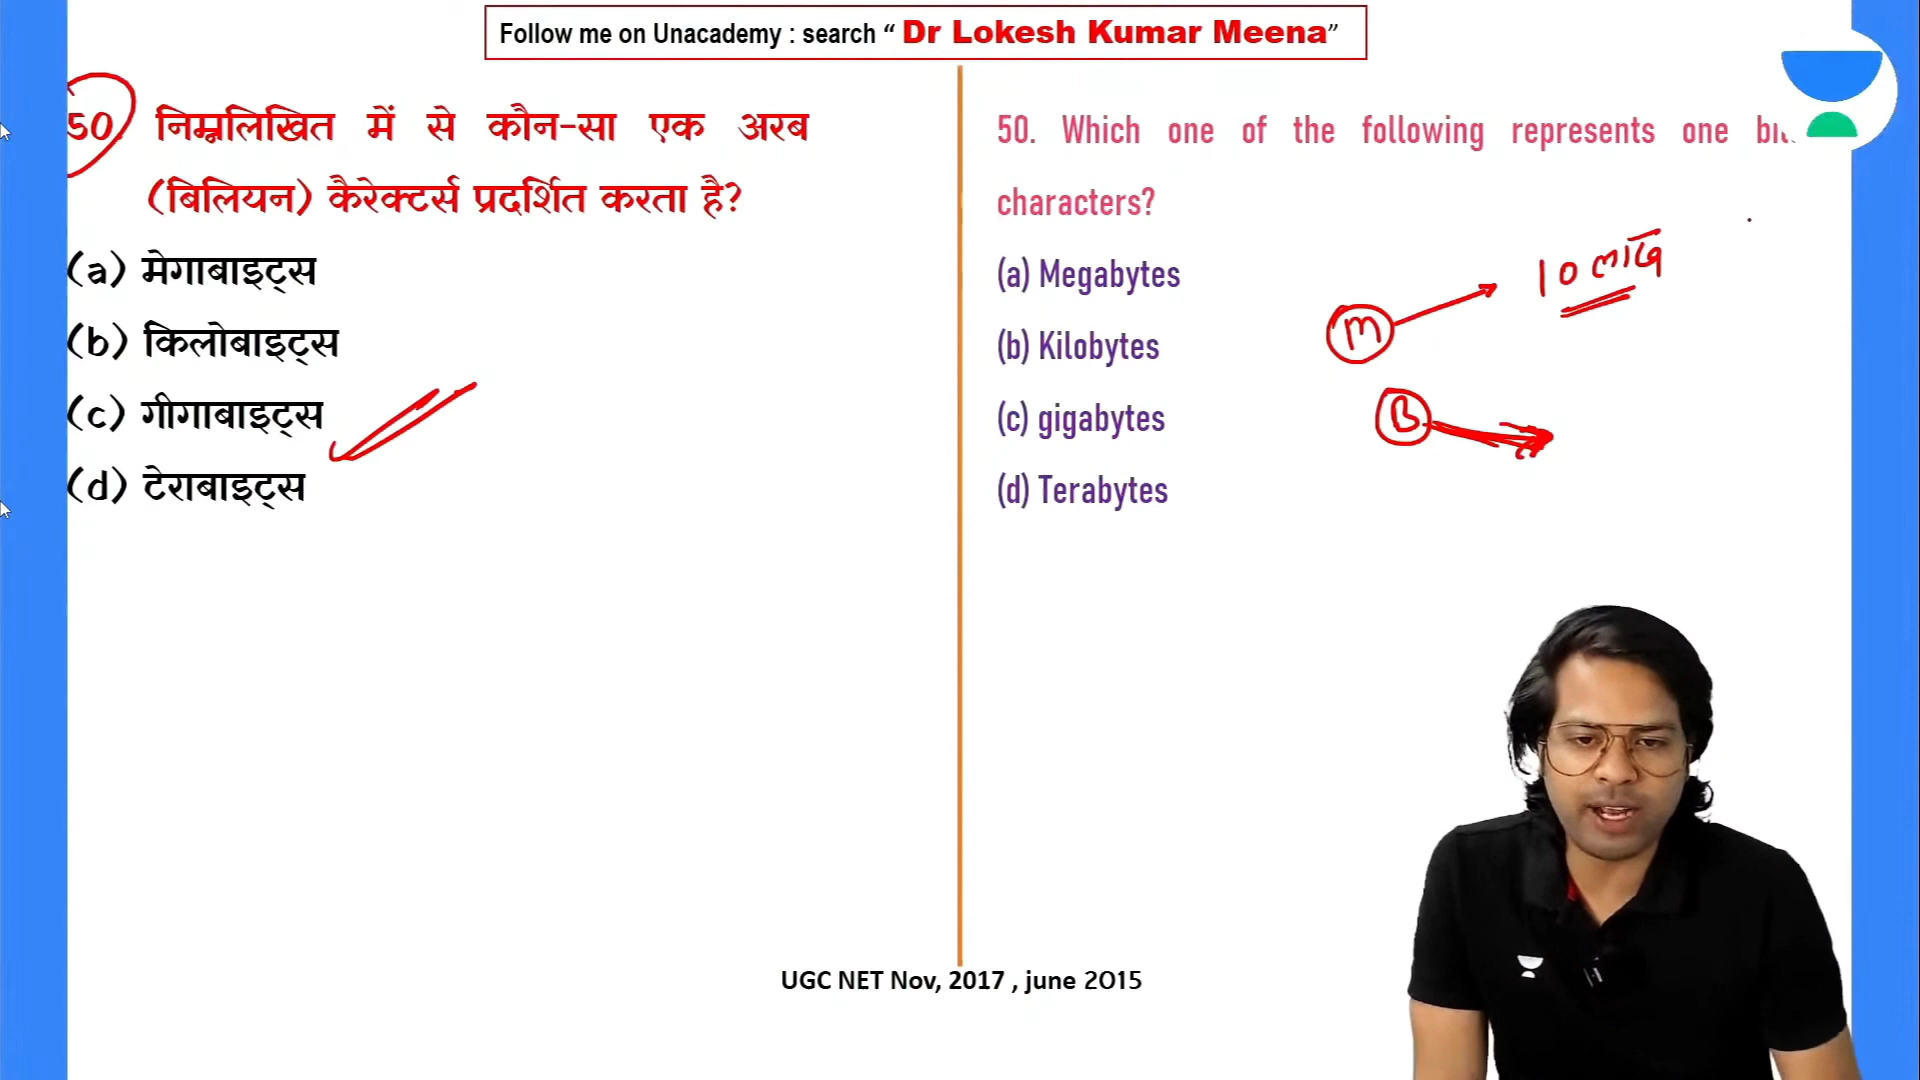 Follow me on Unacademy : search “ Dr Lokesh Kumar Meena”
50. निम्नलिखित में से कौन-सा एक अरब
(बिलियन) कैरेक्टर्स प्रदर्शित करता है?
(a) मेगाबाइट्स
(b) किलोबाइट्स
(c) गीगाबाइट्स
(d) टेराबाइट्स
50. Which one of the following represents one
characters?
(a) Megabytes
(b) Kilobytes
(c) gigabytes
(d) Terabytes
M
10 लाख
B
UGC NET Nov, 2017 , june 2015